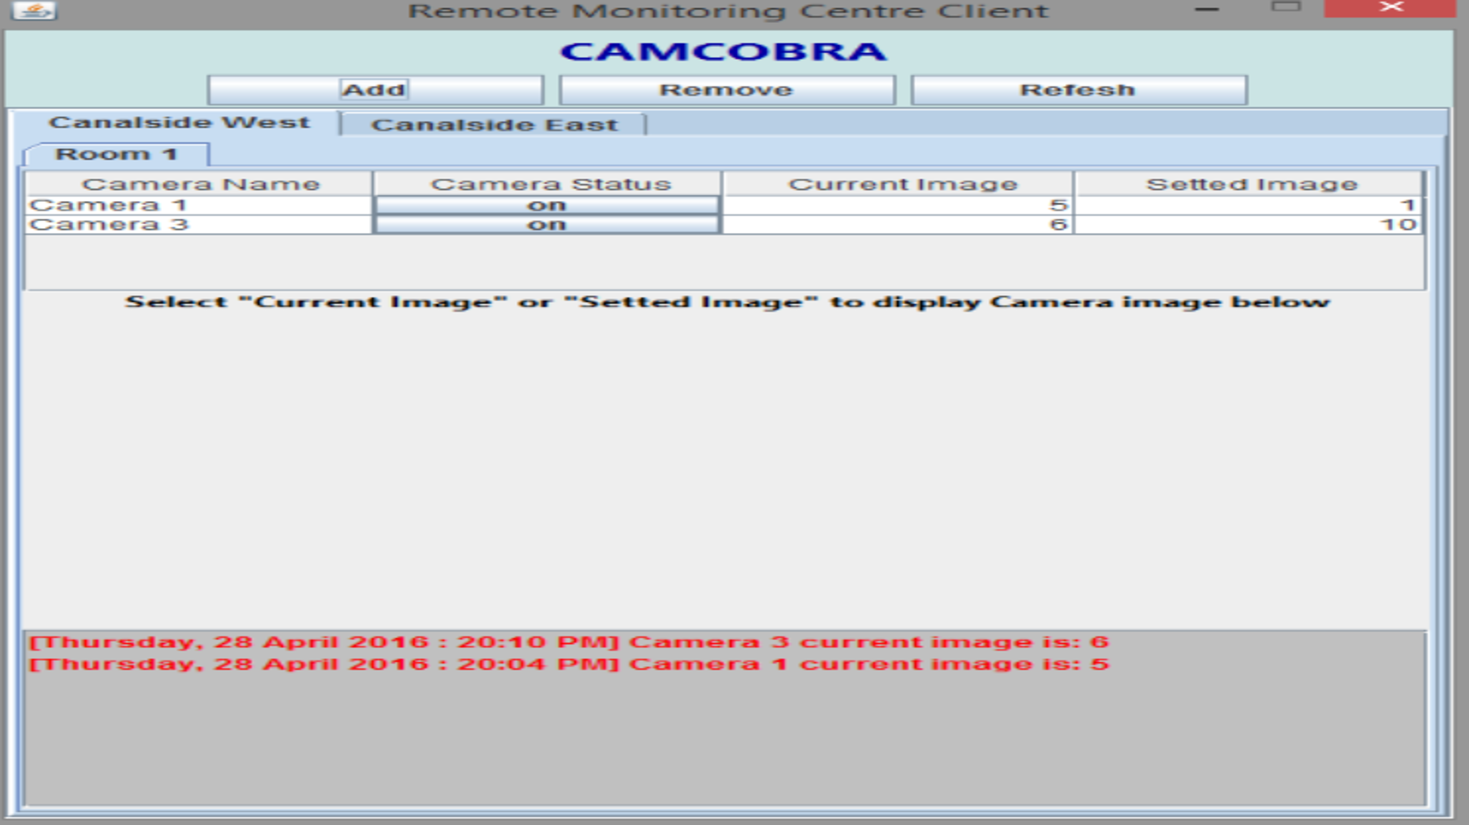 Remote Monitoring Centre Client
CAMCOBRA
Add Remove Refesh
Canalside West Canalside East
Room 1
Camera Name Camera Status Current Image Setted Image
Camera 1 on 5 1
Camera 3 on 6 10
Select "Current Image" or "Setted Image" to display Camera image below
[Thursday, 28 April 2016 : 20:10 PM] Camera 3 current image is: 6
[Thursday, 28 April 2016 : 20:04 PM] Camera 1 current image is: 5